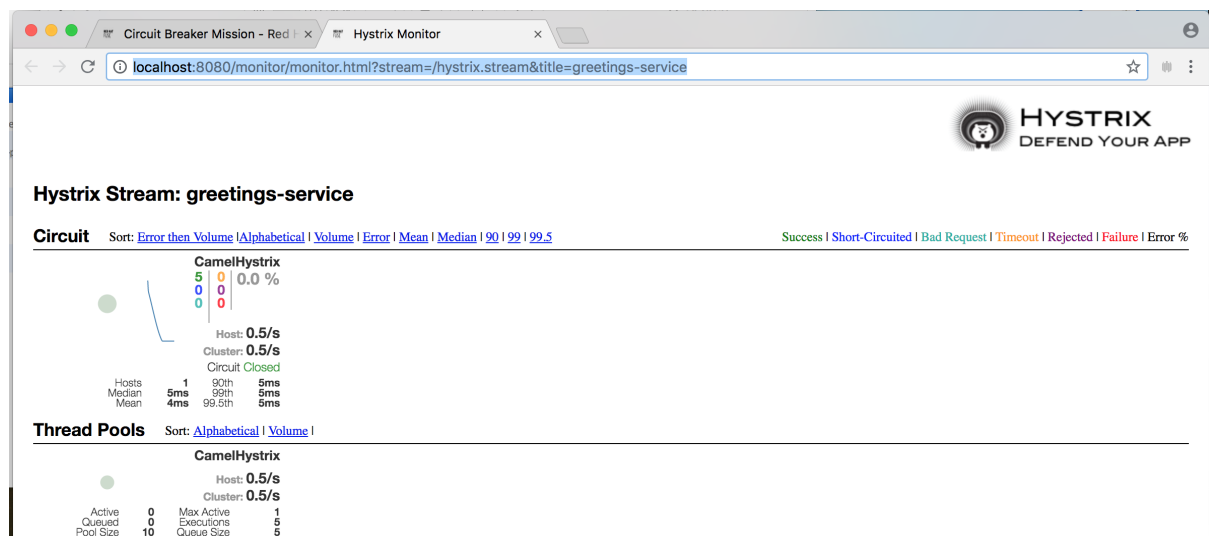 Circuit Breaker Mission - Red H × Hystrix Monitor ×
localhost:8080/monitor/monitor.html?stream=/hystrix.stream&title=greetings-service
HYSTRIX
DEFEND YOUR APP
Hystrix Stream: greetings-service
Circuit Sort: Error then Volume |Alphabetical | Volume | Error | Mean | Median | 90 | 99 | 99.5 Success | Short-Circuited | Bad Request | Timeout | Rejected | Failure | Error %
CamelHystrix
5 0 0.0 %
0 0
0 0
Host: 0.5/s
Cluster: 0.5/s
Circuit Closed
Hosts 1 90th 5ms
Median 5ms 99th 5ms
Mean 4ms 99.5th 5ms
Thread Pools Sort: Alphabetical | Volume |
CamelHystrix
Host: 0.5/s
Cluster: 0.5/s
Active 0 Max Active 1
Queued 0 Executions 5
Pool Size 10 Queue Size 5